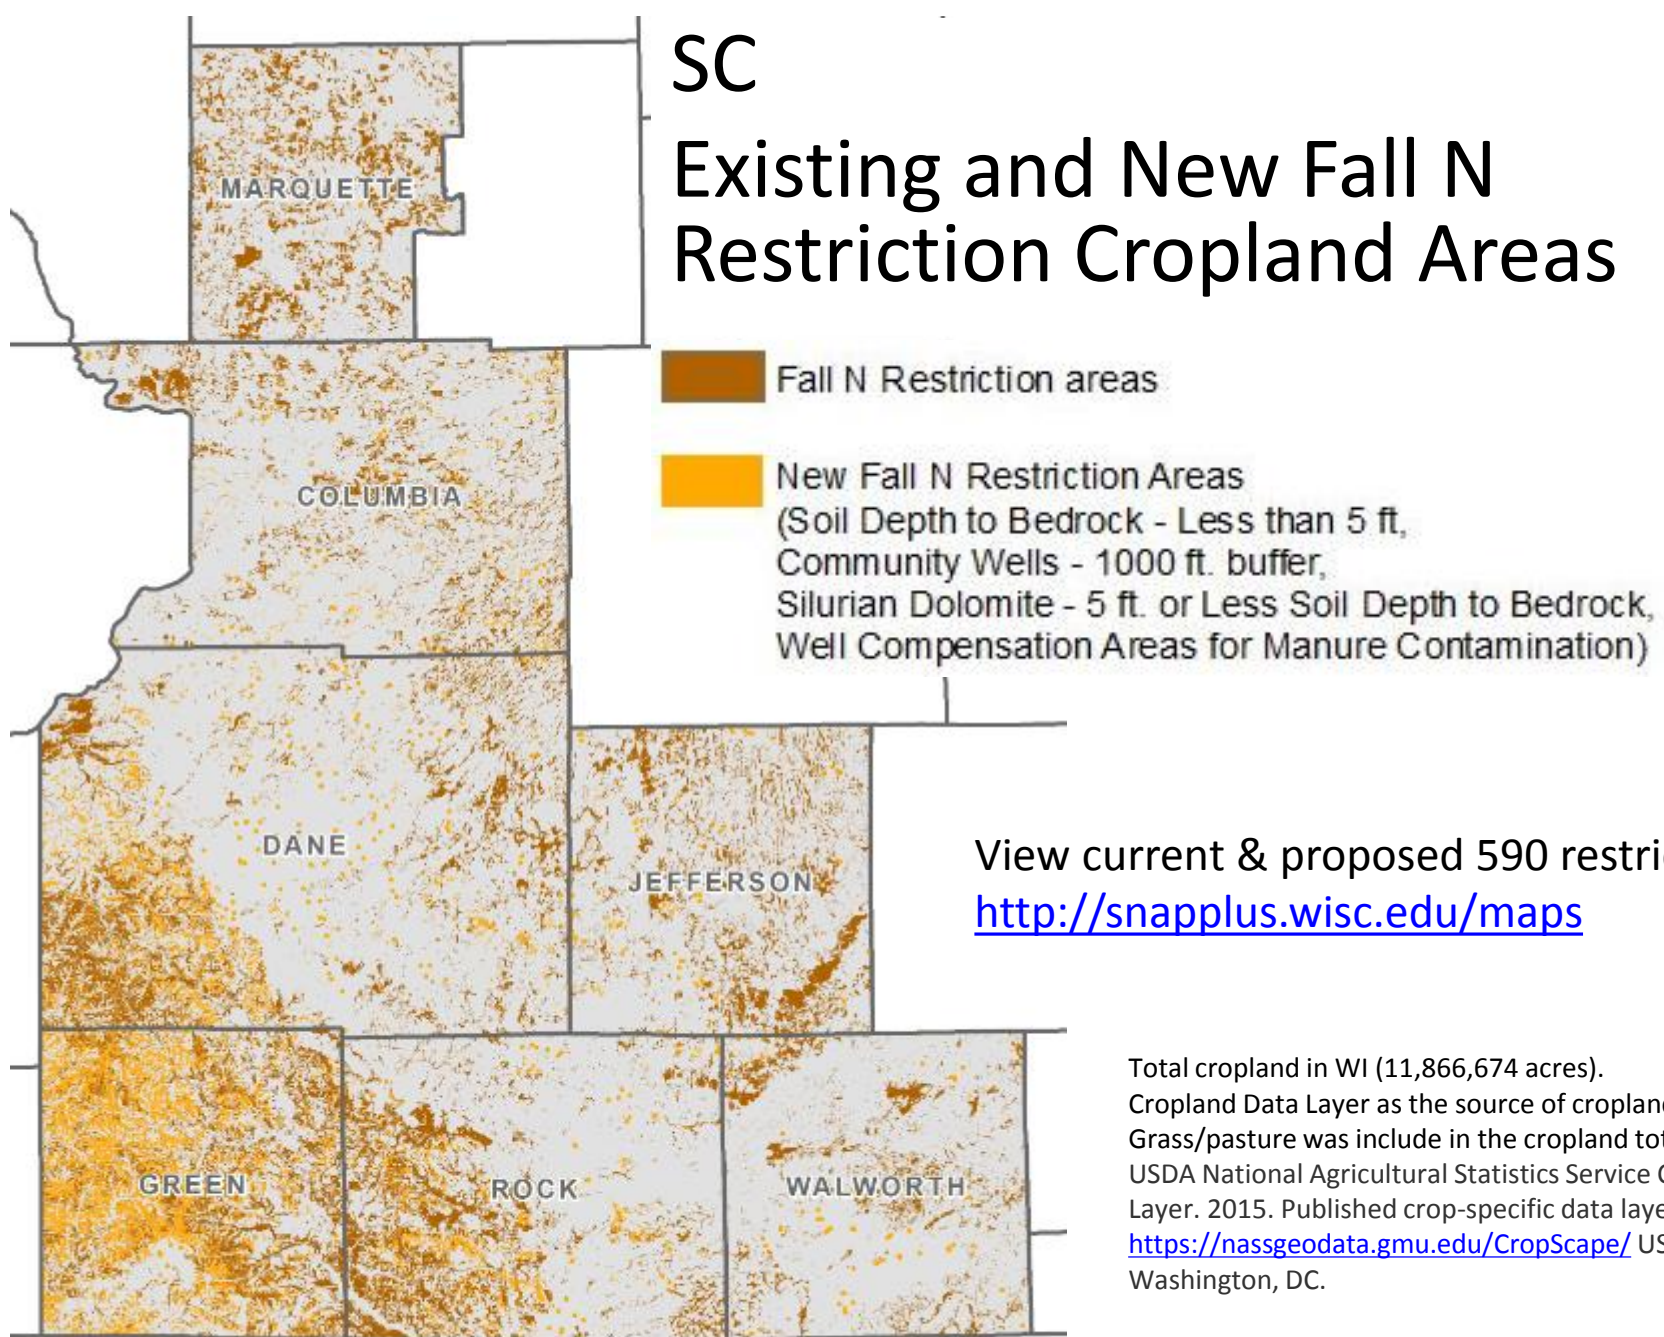 SC
Existing and New Fall N
Restriction Cropland Areas
Fall N Restriction areas
New Fall N Restriction Areas
(Soil Depth to Bedrock - Less than 5 ft,
Community Wells - 1000 ft. buffer,
Silurian Dolomite - 5 ft. or Less Soil Depth to Bedrock,
Well Compensation Areas for Manure Contamination)
MARQUETTE
COLUMBIA
DANE
JEFFERSON
GREEN
ROCK
WALWORTH
View current & proposed 590
http://snapplus.wisc.edu/maps
Total cropland in WI (11,866,674 acres).
Cropland Data Layer as the source of
Grass/pasture was include in the cropland
USDA National Agricultural Statistics Service
Layer. 2015. Published crop-specific data
https://nassgeodata.gmu.edu/CropScape/
Washington, DC.